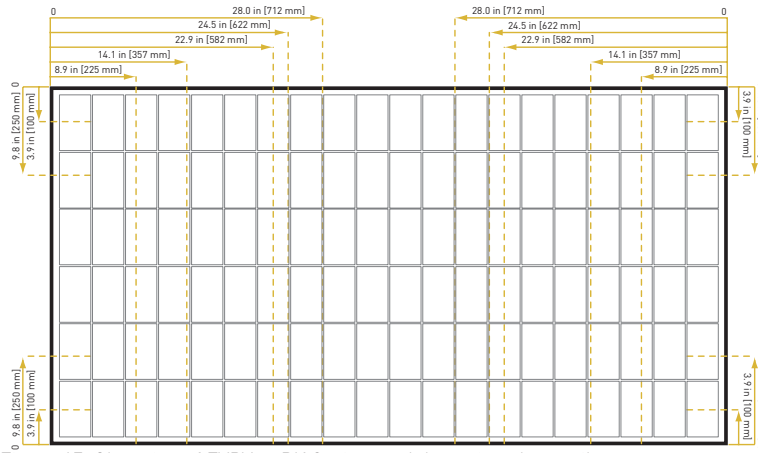 0 28.0 in [712 mm] 28.0 in [712 mm] 0
24.5 in [622 mm] 24.5 in [622 mm]
22.9 in [582 mm] 22.9 in [582 mm]
14.1 in [357 mm] 14.1 in [357 mm]
8.9 in [225 mm] 8.9 in [225 mm]
0
9.8 in [250 mm]
3.9 in [100 mm]
3.9 in
[100 mm]
9.8 in [250 mm]
3.9 in [100 mm]
0
3.9 in
[100 mm]